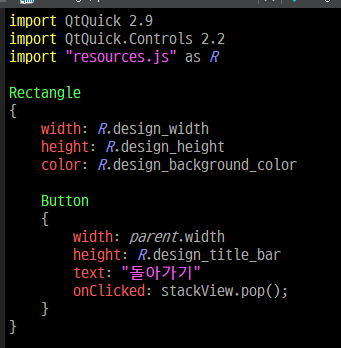 import QtQuick 2.9
import QtQuick.Controls 2.2
import "resources.js" as R
Rectangle
{
width: R.design_width
height: R.design_height
color: R.design_background_color
Button
{
width: parent.width
height: R.design_title_bar
text: "돌아가기"
onClicked: stackView.pop();
}
}